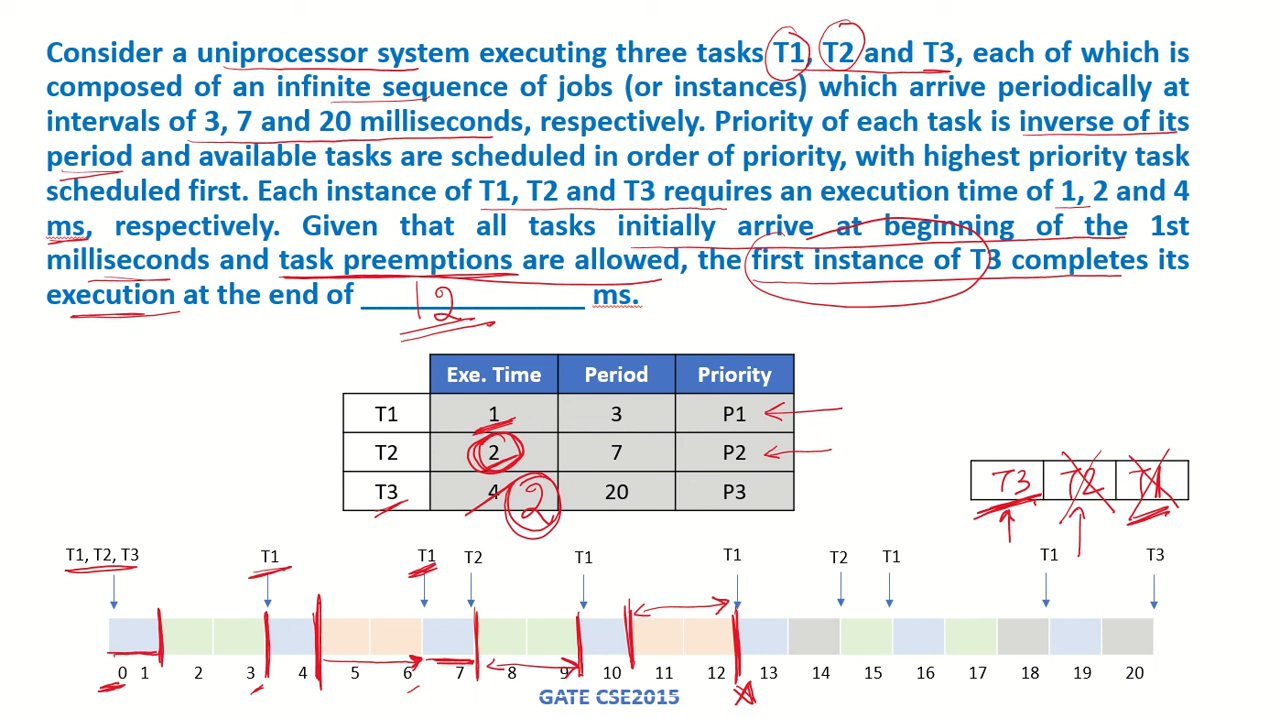 Consider a uniprocessor system executing three tasks T1, T2 and T3, each of which is
composed of an infinite sequence of jobs (or instances) which arrive periodically at
intervals of 3, 7 and 20 milliseconds, respectively. Priority of each task is inverse of its
period and available tasks are scheduled in order of priority, with highest priority task
scheduled first. Each instance of T1, T2 and T3 requires an execution time of 1, 2 and 4
ms, respectively. Given that all tasks initially arrive at beginning of the 1st
milliseconds and task preemptions are allowed, the first instance of T3 completes its
execution at the end of 12 ms.
Exe. Time Period Priority
T1 1 3 P1
T2 2 7 P2
T3 4 2 20 P3
T3 T2 T1
T1, T2, T3 T1 T1 T2 T1 T1 T2 T1 T1 T3
0 1 2 3 4 5 6 7 8 9 10 11 12 13 14 15 16 17 18 19 20
GATE CSE2015